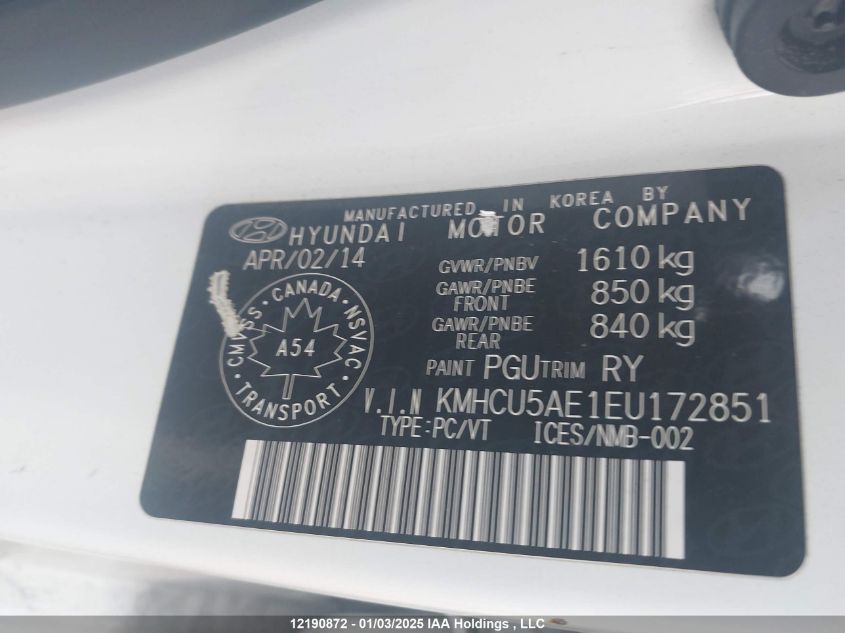 MANUFACTURED IN KOREA BY
HYUNDAI MOTOR COMPANY
APR/02/14
GVWR/PNBV 1610 kg
GAWR/PNBE FRONT 850 kg
GAWR/PNBE REAR 840 kg
PAINT PGU TRIM RY
CMVSS · CANADA · NSVAC
A54
· TRANSPORT ·
V.I.N KMHCU5AE1EU172851
TYPE:PC/VT ICES/NMB-002
12190872 - 01/03/2025 IAA Holdings , LLC